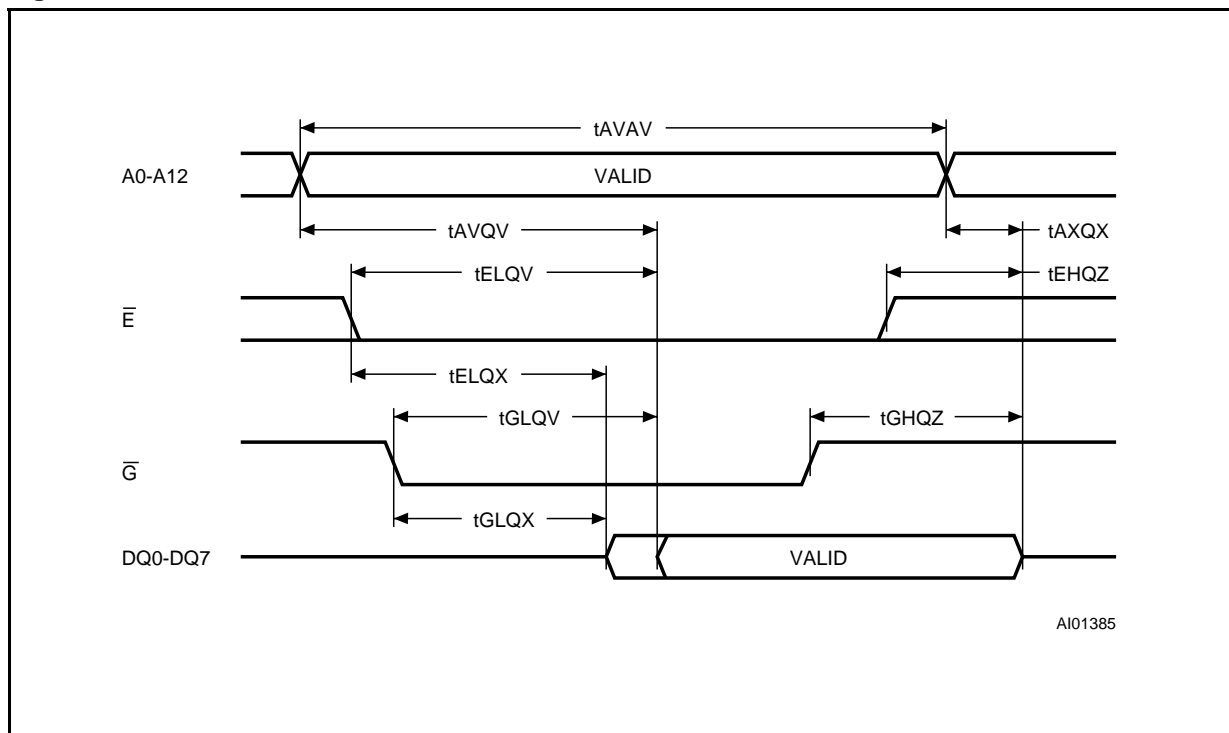 tAVAV
A0-A12 VALID
tAVQV tAXQX
tELQV tEHQZ
E̅
tELQX
tGLQV tGHQZ
G̅
tGLQX
DQ0-DQ7 VALID
AI01385